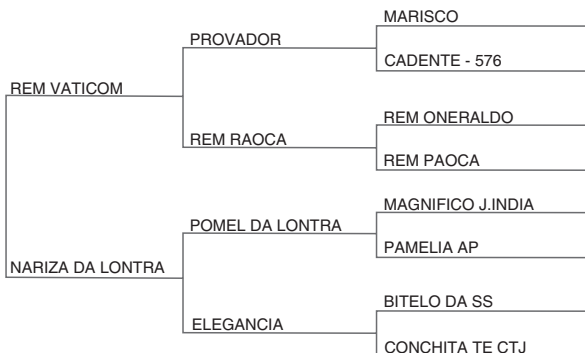 MARISCO
PROVADOR
CADENTE - 576
REM VATICOM
REM ONERALDO
REM RAOCA
REM PAOCA
MAGNIFICO J.INDIA
POMEL DA LONTRA
PAMELIA AP
NARIZA DA LONTRA
BITELO DA SS
ELEGANCIA
CONCHITA TE CTJ